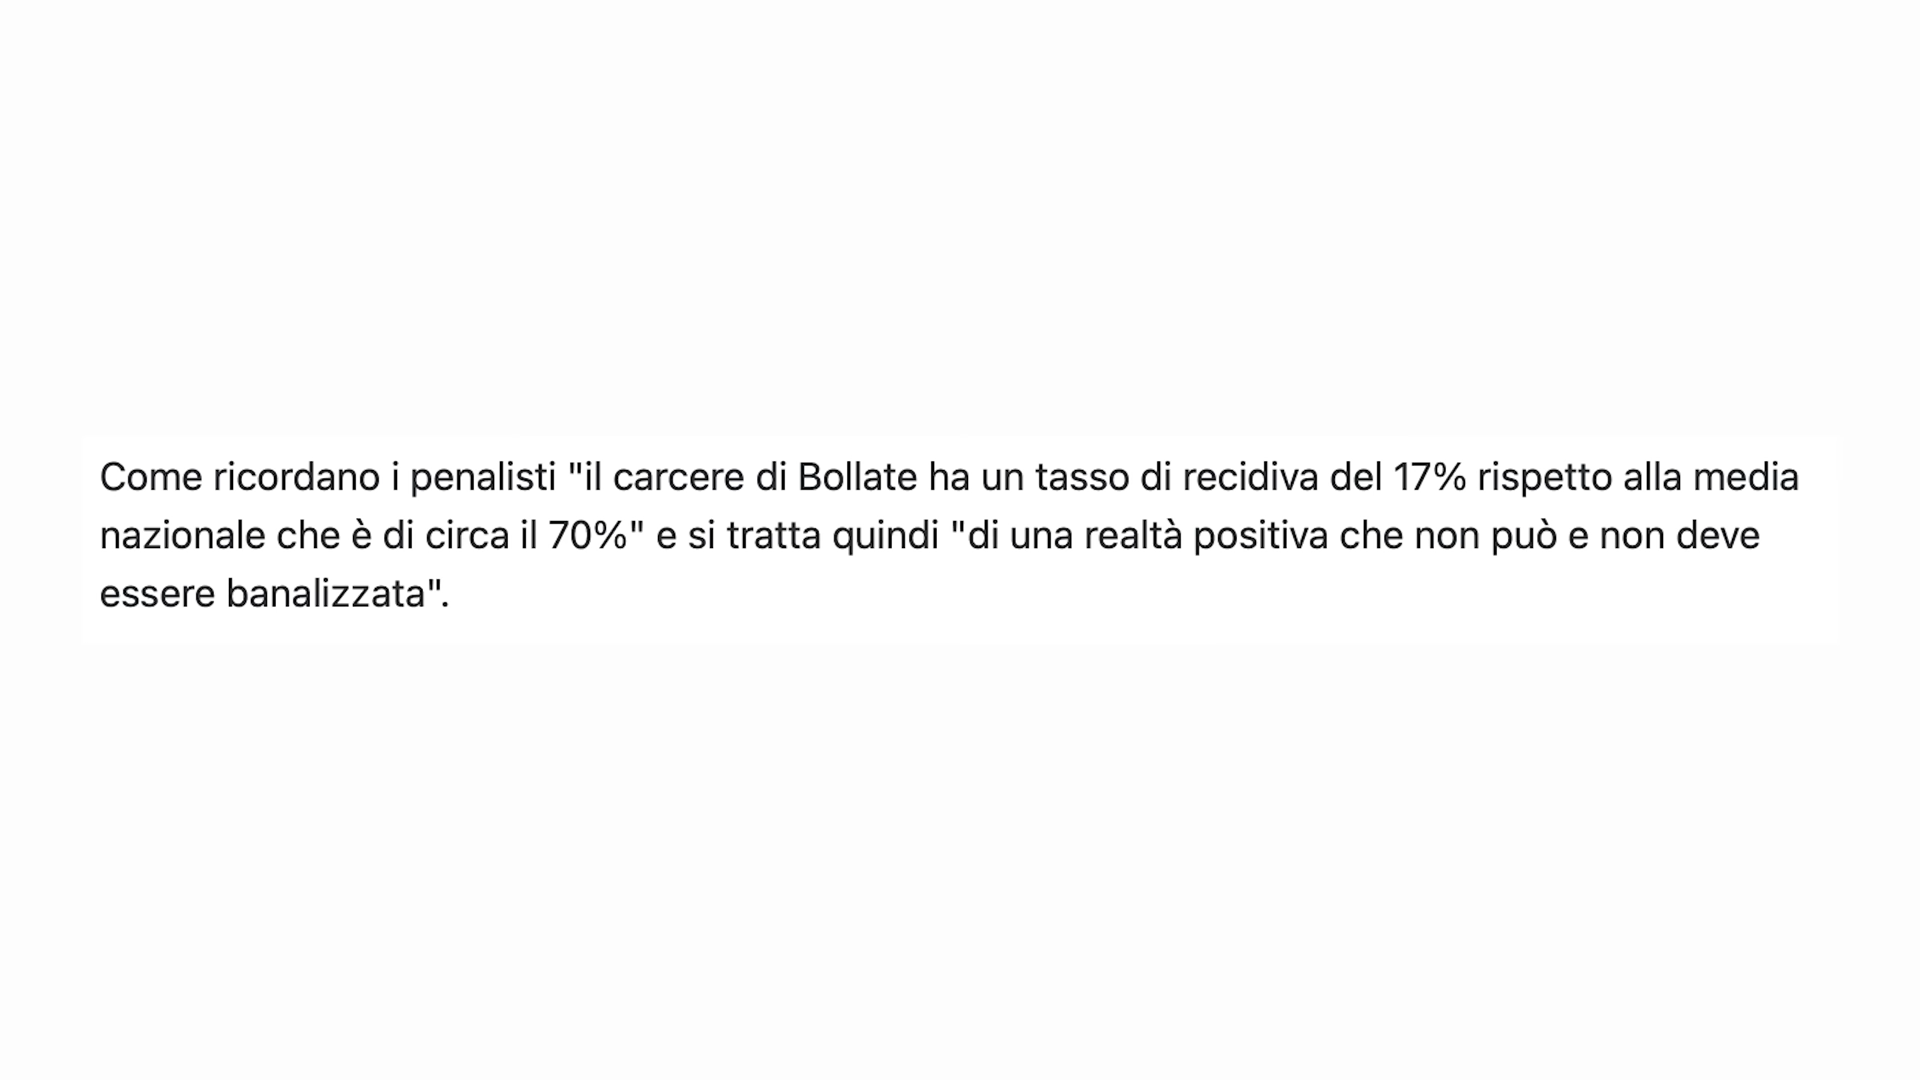 Come ricordano i penalisti "il carcere di Bollate ha un tasso di recidiva del 17% rispetto alla media
nazionale che è di circa il 70%" e si tratta quindi "di una realtà positiva che non può e non deve
essere banalizzata".